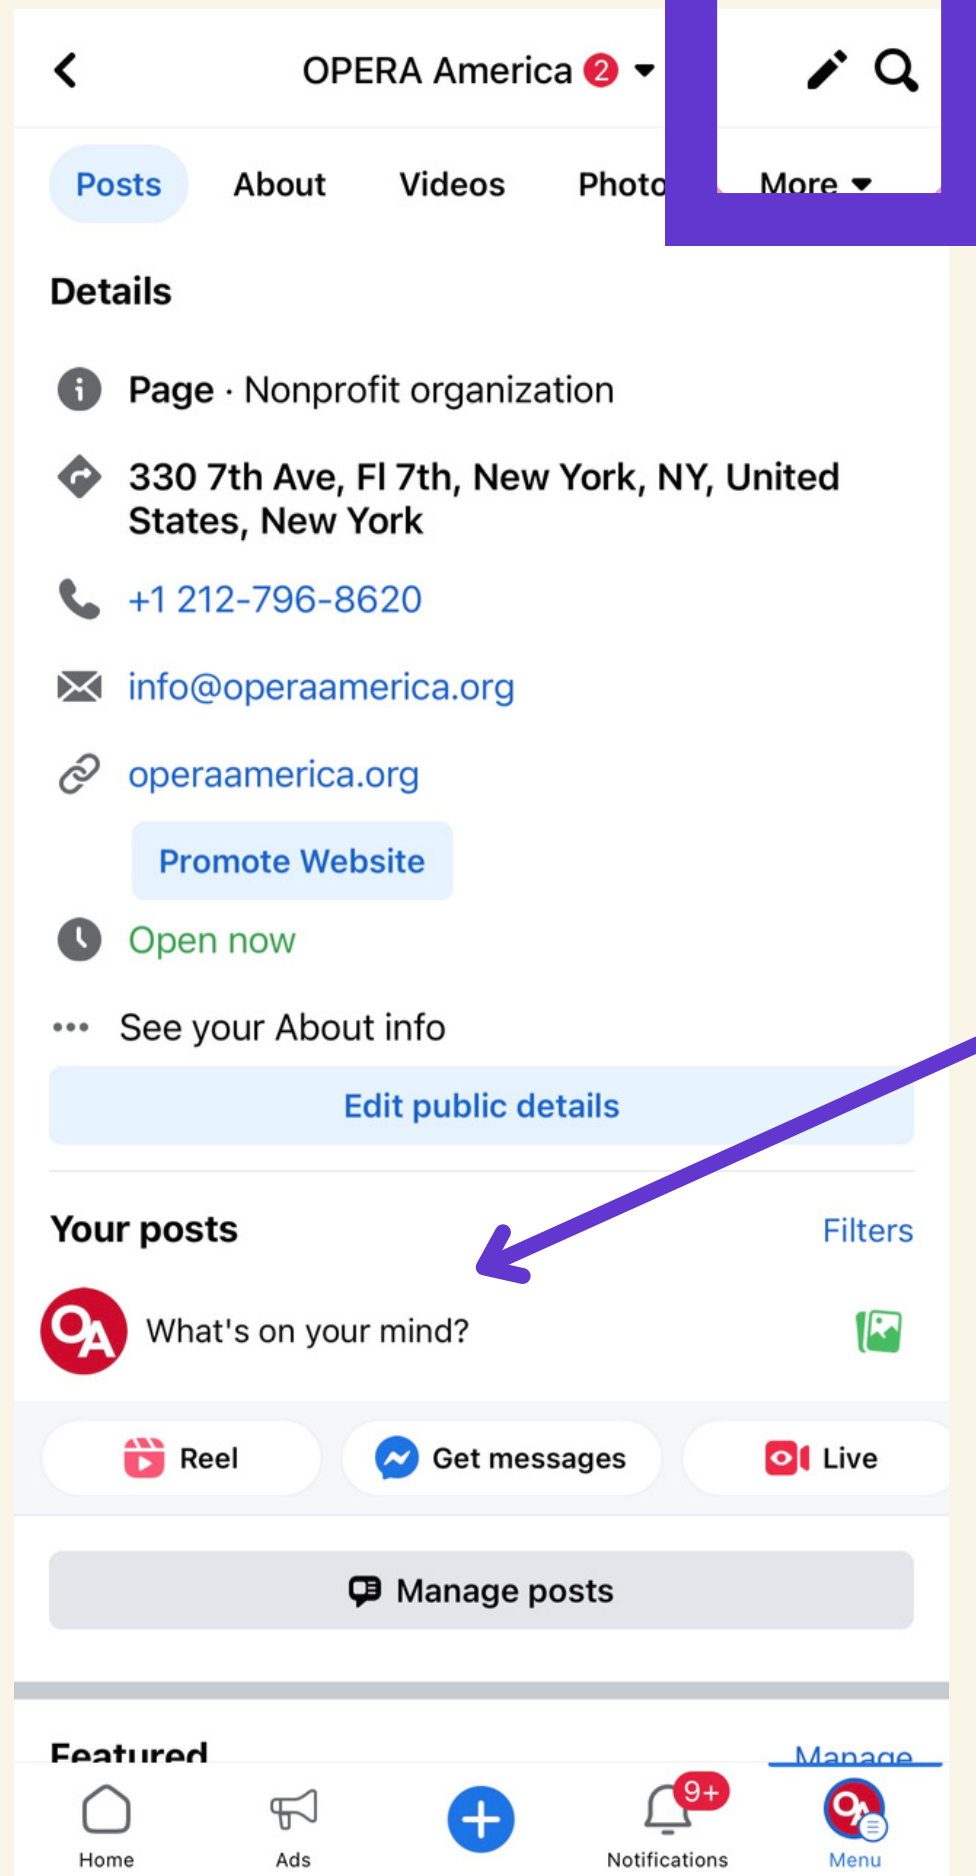 OPERA America 2
Posts About Videos Photo More
Details
Page · Nonprofit organization
330 7th Ave, Fl 7th, New York, NY, United
States, New York
+1 212-796-8620
info@operaamerica.org
operaamerica.org
Promote Website
Open now
See your About info
Edit public details
Your posts Filters
OA What's on your mind?
Reel Get messages Live
Manage posts
Featured Manage
9+ OA
Home Ads Notifications Menu